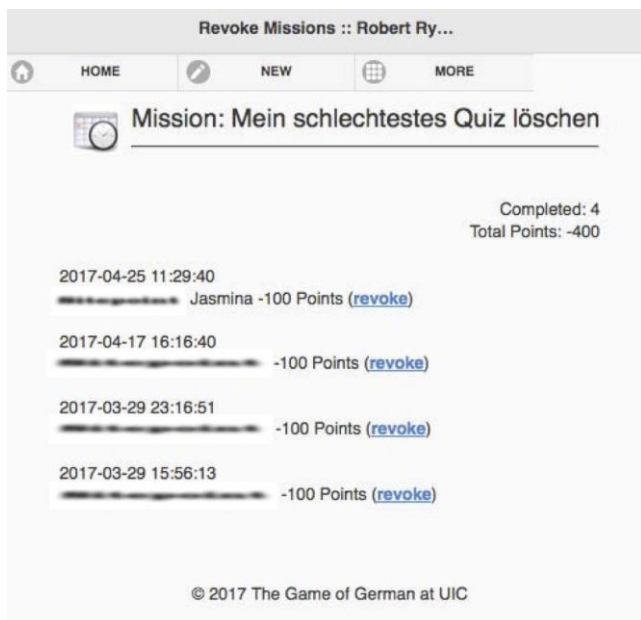 Revoke Missions :: Robert Ry...
HOME NEW MORE
Mission: Mein schlechtestes Quiz löschen
Completed: 4
Total Points: -400
2017-04-25 11:29:40
Jasmina -100 Points (revoke)
2017-04-17 16:16:40
-100 Points (revoke)
2017-03-29 23:16:51
-100 Points (revoke)
2017-03-29 15:56:13
-100 Points (revoke)
© 2017 The Game of German at UIC